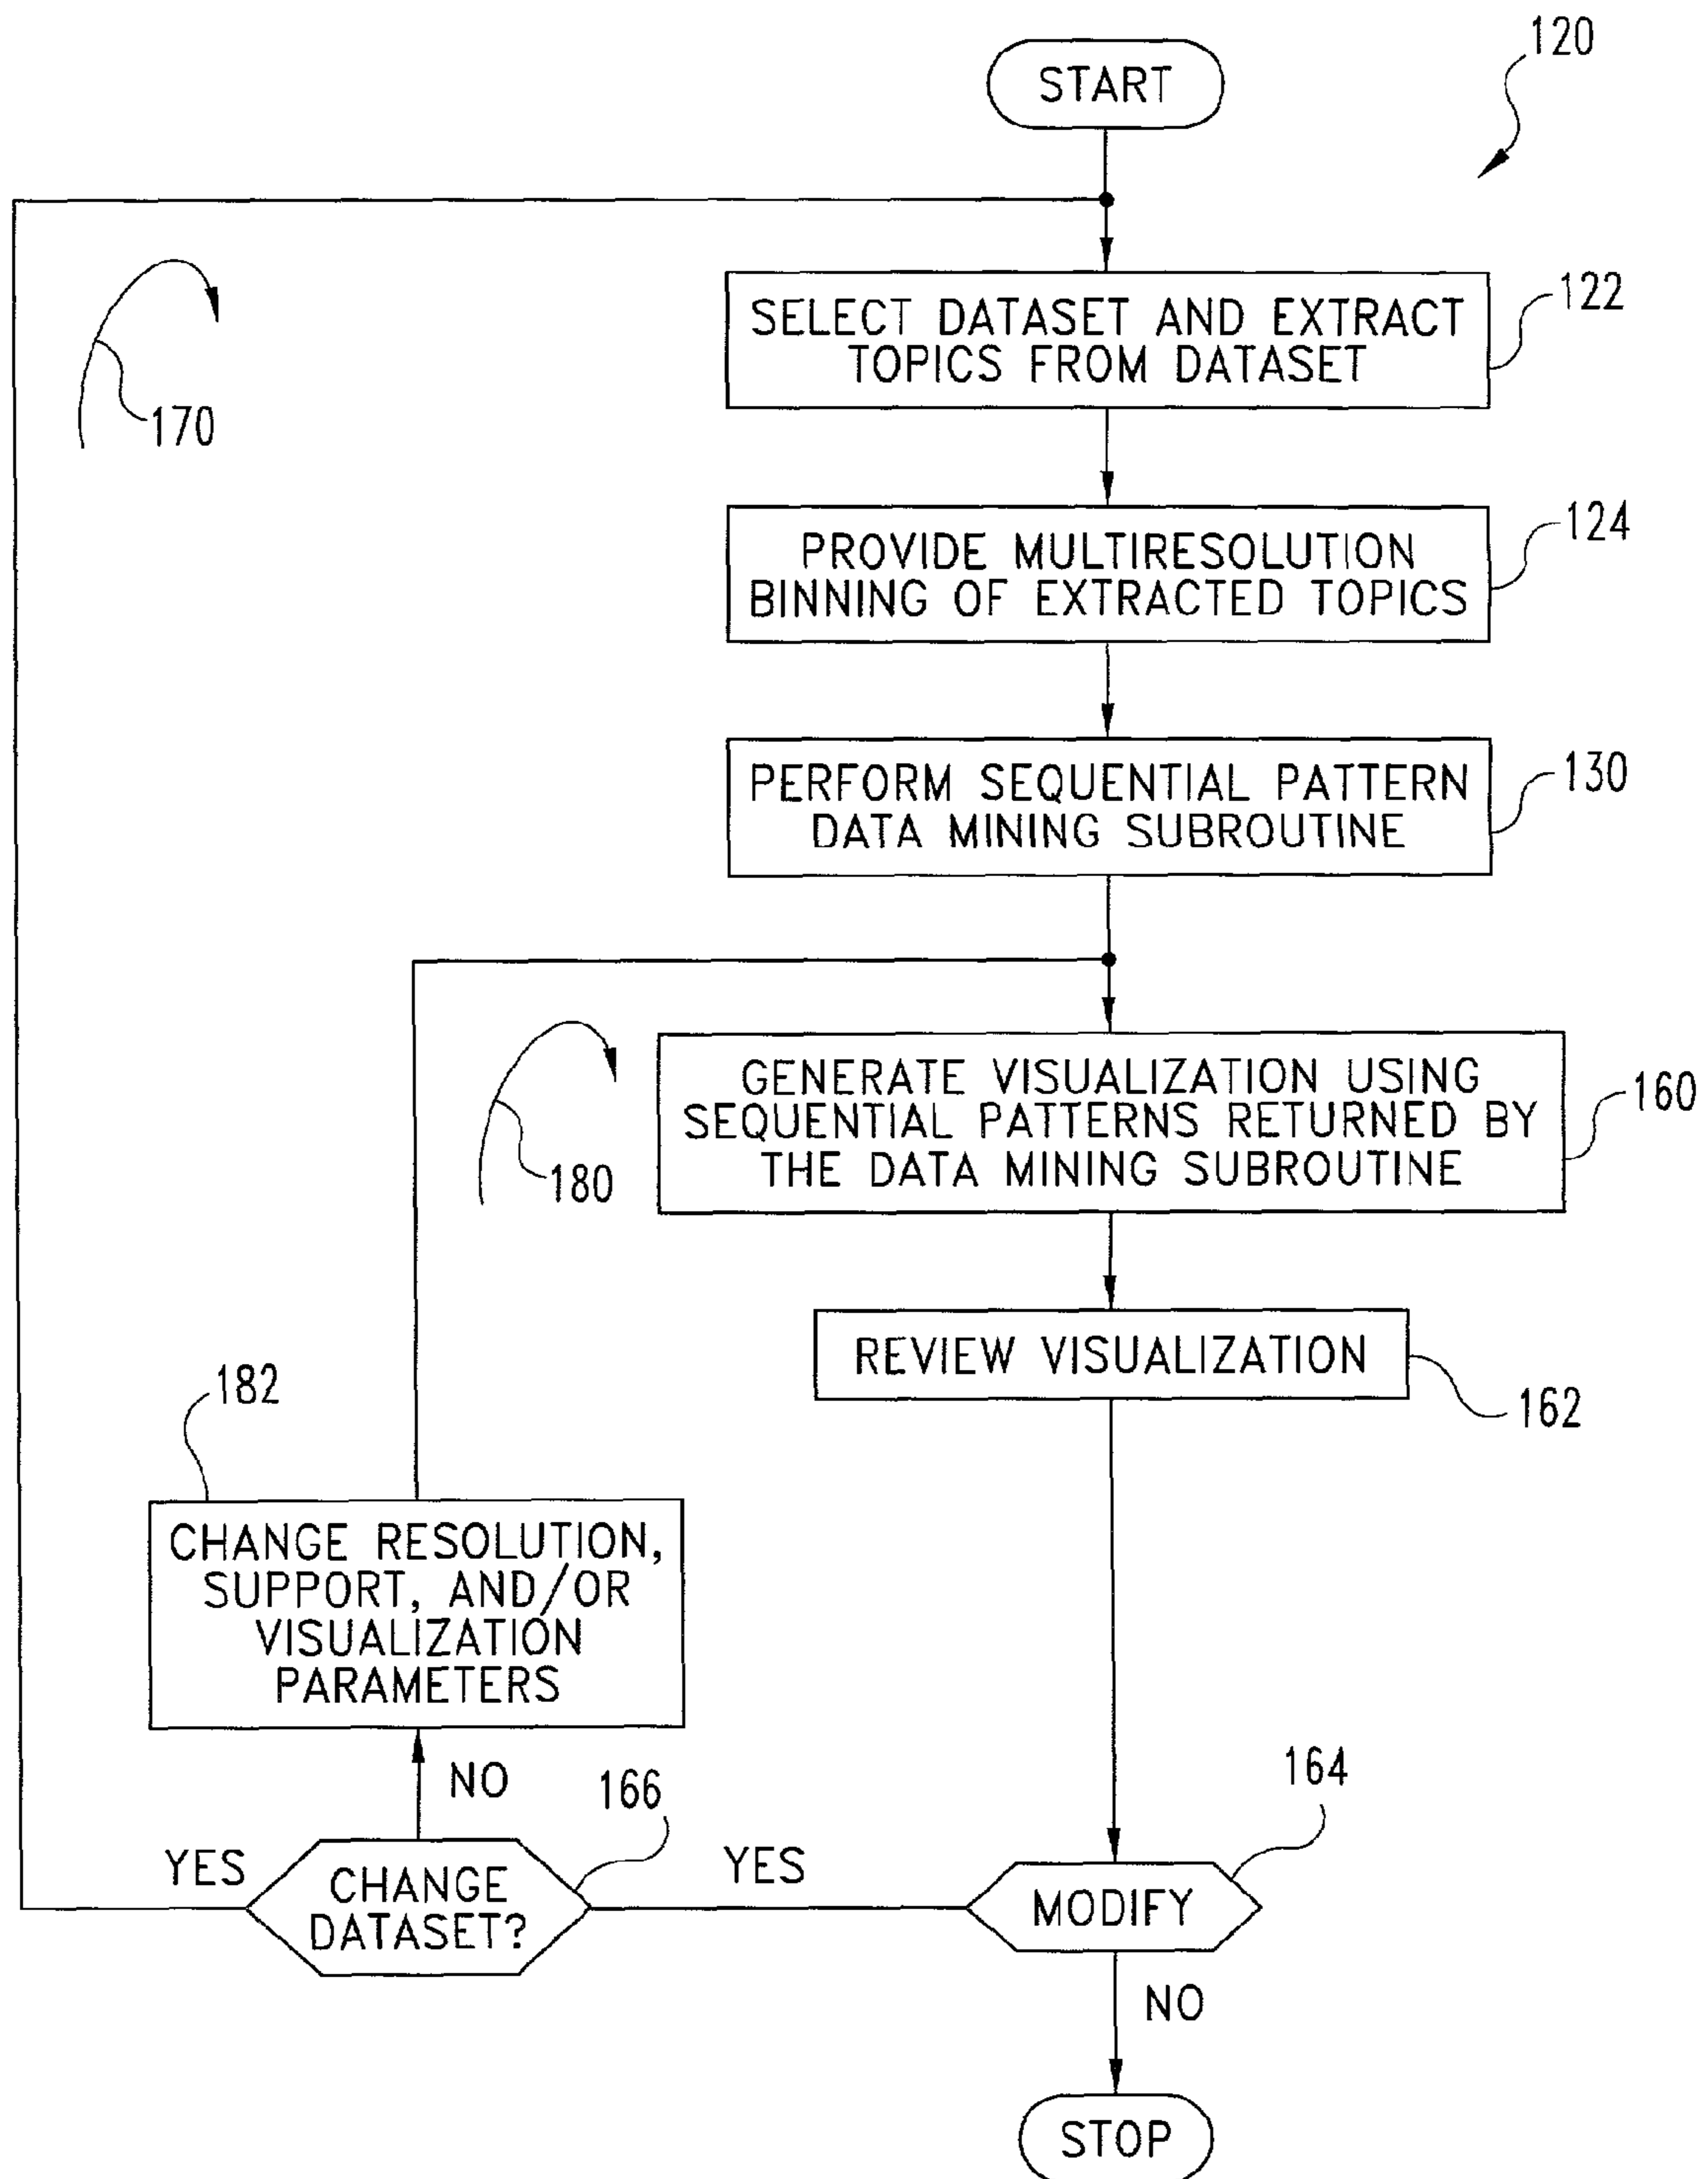 120
START
SELECT DATASET AND EXTRACT
TOPICS FROM DATASET
122
170
PROVIDE MULTIRESOLUTION
BINNING OF EXTRACTED TOPICS
124
PERFORM SEQUENTIAL PATTERN
DATA MINING SUBROUTINE
130
GENERATE VISUALIZATION USING
SEQUENTIAL PATTERNS RETURNED BY
THE DATA MINING SUBROUTINE
160
180
REVIEW VISUALIZATION
162
182
CHANGE RESOLUTION,
SUPPORT, AND/OR
VISUALIZATION
PARAMETERS
NO
166
164
YES
CHANGE
DATASET?
YES
MODIFY
NO
STOP